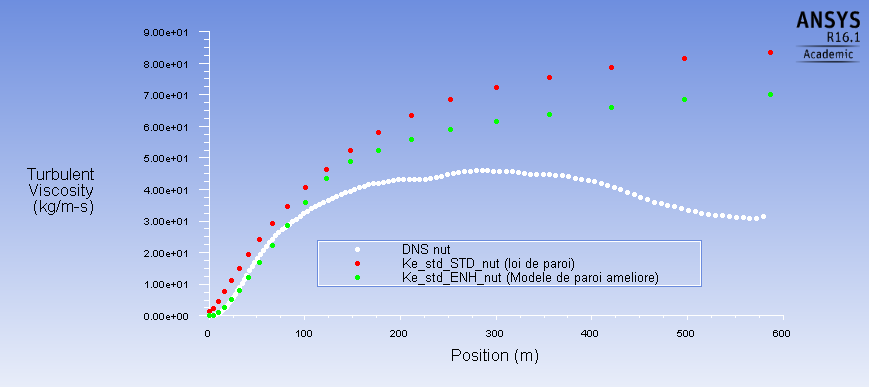 ANSYS
R16.1
Academic
9.00e+01
8.00e+01
7.00e+01
6.00e+01
5.00e+01
4.00e+01
3.00e+01
2.00e+01
1.00e+01
0.00e+00
Turbulent
Viscosity
(kg/m-s)
DNS nut
Ke_std_STD_nut (loi de paroi)
Ke_std_ENH_nut (Modele de paroi ameliore)
0 100 200 300 400 500 600
Position (m)